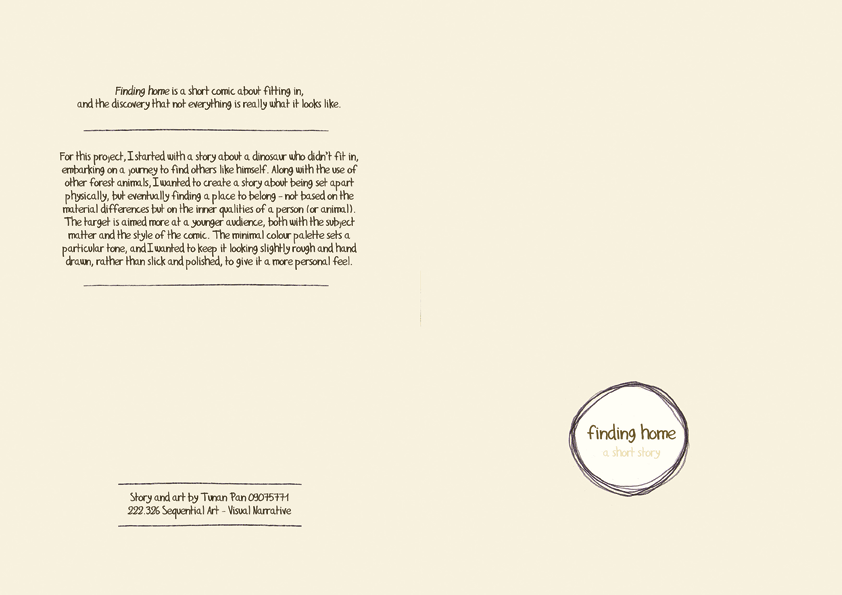 Finding home is a short comic about fitting in,
and the discovery that not everything is really what it looks like.
For this project, I started with a story about a dinosaur who didn't fit in,
embarking on a journey to find others like himself. Along with the use of
other forest animals, I wanted to create a story about being set apart
physically, but eventually finding a place to belong - not based on the
material differences but on the inner qualities of a person (or animal).
The target is aimed more at a younger audience, both with the subject
matter and the style of the comic. The minimal colour palette sets a
particular tone, and I wanted to keep it looking slightly rough and hand
drawn, rather than slick and polished, to give it a more personal feel.
Story and art by Tunan Pan 09075771
222.326 Sequential Art - Visual Narrative
finding home
a short story